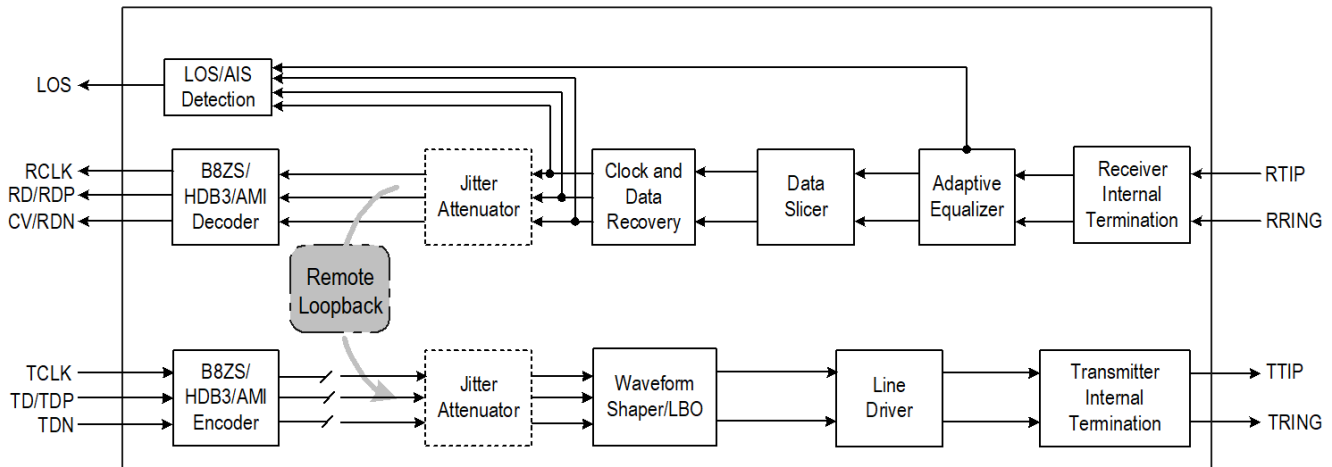 LOS
LOS/AIS
Detection
RCLK
RD/RDP
CV/RDN
B8ZS/
HDB3/AMI
Decoder
Jitter
Attenuator
Clock and
Data
Recovery
Data
Slicer
Adaptive
Equalizer
Receiver
Internal
Termination
RTIP
RRING
Remote
Loopback
TCLK
TD/TDP
TDN
B8ZS/
HDB3/AMI
Encoder
Jitter
Attenuator
Waveform
Shaper/LBO
Line
Driver
Transmitter
Internal
Termination
TTIP
TRING